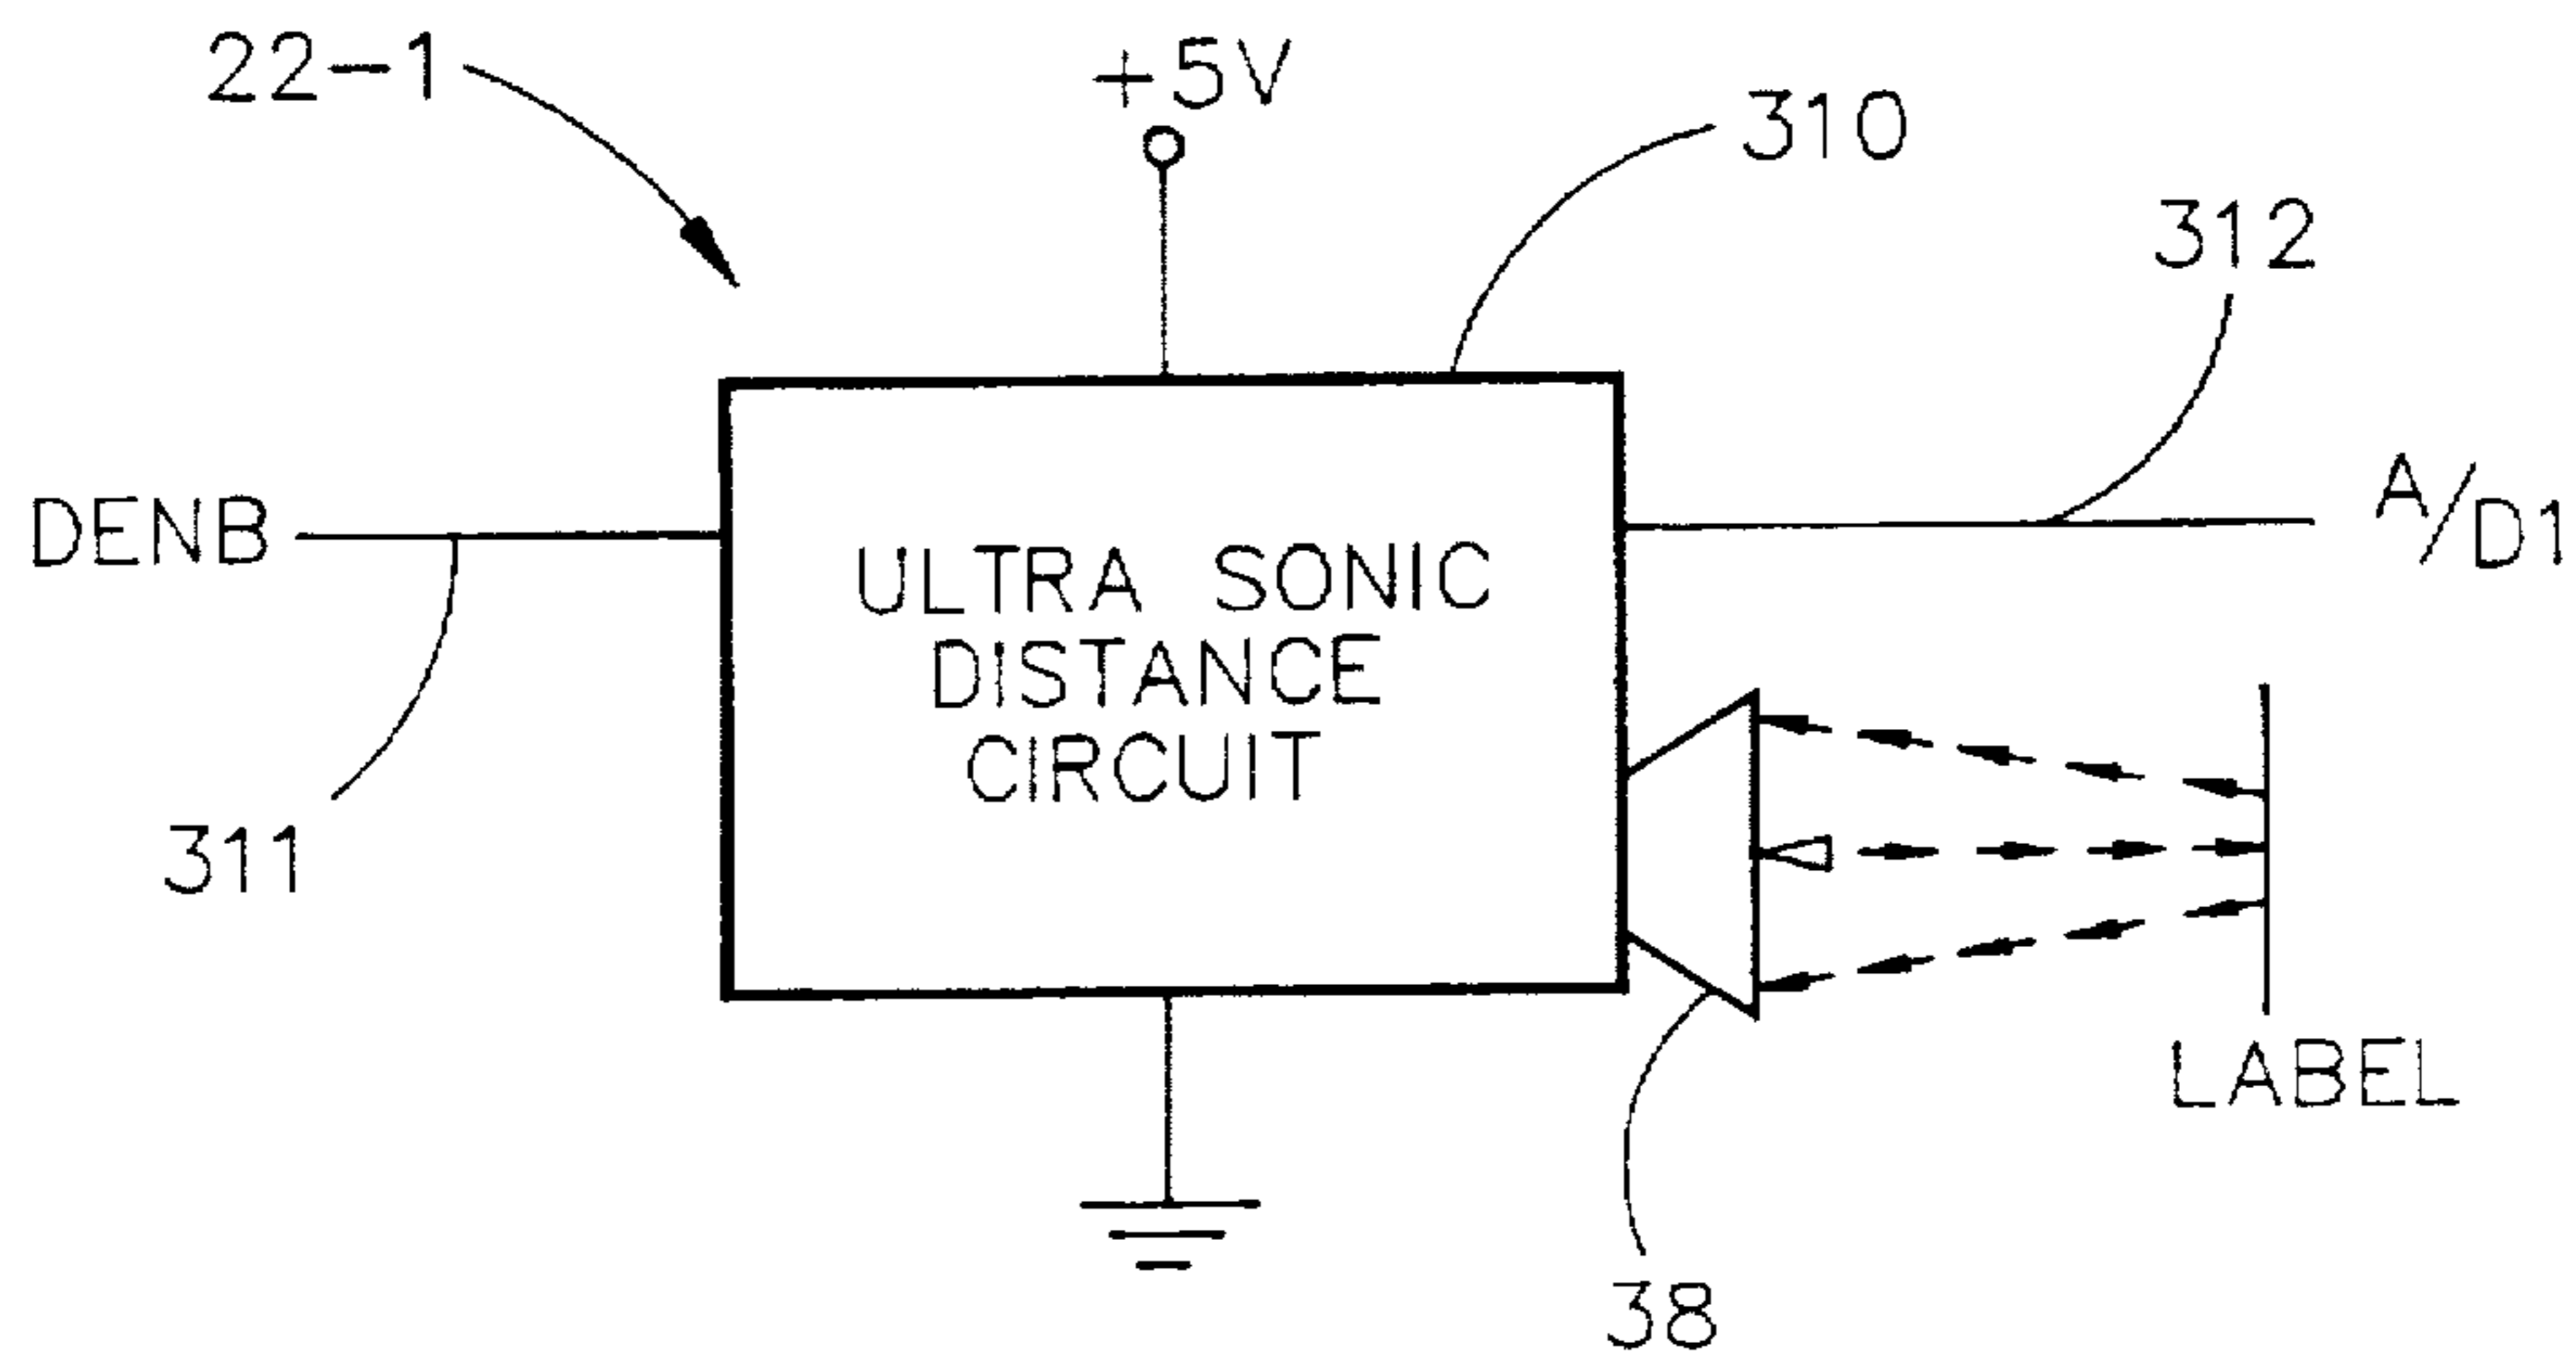 22-1
+5V
310
312
DENB
A/D1
ULTRA SONIC
DISTANCE
CIRCUIT
311
LABEL
38